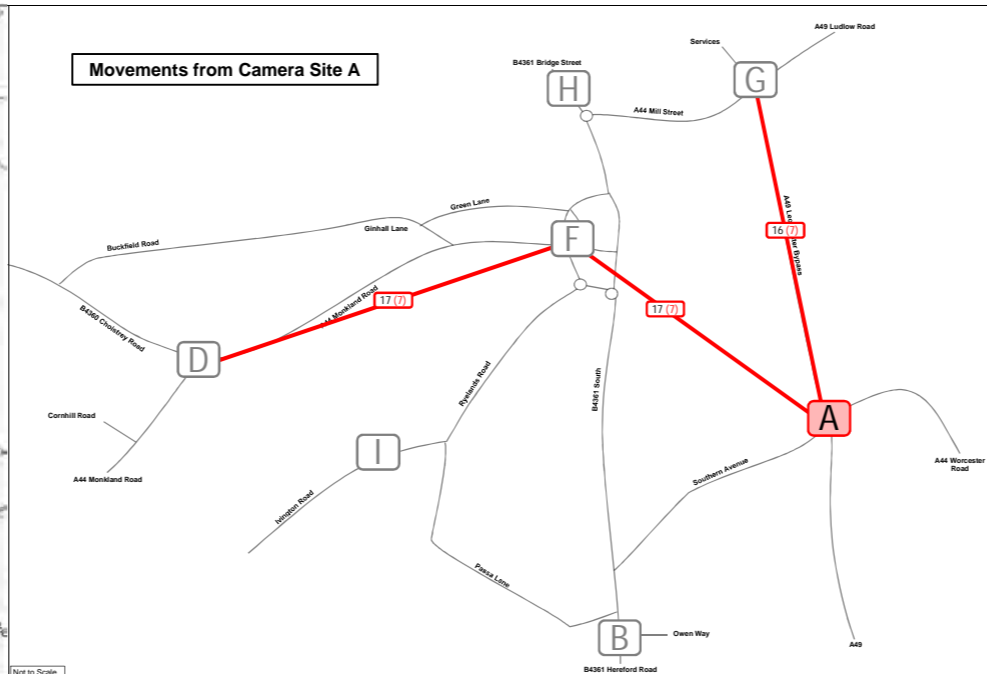 A49 Ludlow Road
Services
Movements from Camera Site A
B4361 Bridge Street
H
G
A44 Mill Street
Green Lane
Ginhall Lane
Buckfield Road
F
16 (7)
A49 Bypass
17 (7)
17 (7)
Monkland Road
B4360 Cholstrey Road
D
Ryelands Road
B4361 South
A
Cornhill Road
I
A44 Worcester
Road
A44 Monkland Road
Southern Avenue
Ivington Road
Passa Lane
B
Owen Way
A49
B4361 Hereford Road
Not to Scale